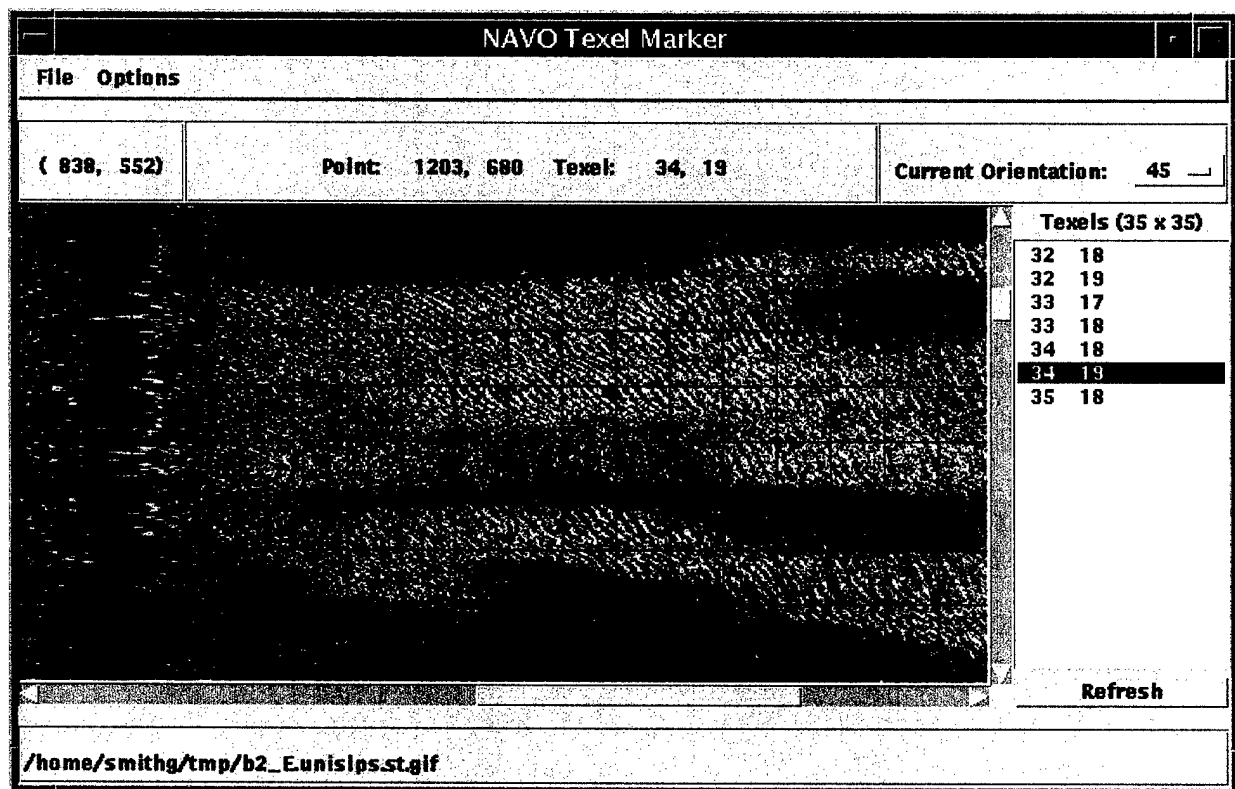 NAVO Texel Marker
File Options
( 838, 552) Point: 1203, 680 Texel: 34, 19 Current Orientation: 45
Texels (35 x 35)
32 18
32 19
33 17
33 18
34 18
34 19
35 18
Refresh
/home/smithg/tmp/b2_E.unislps.st.gif